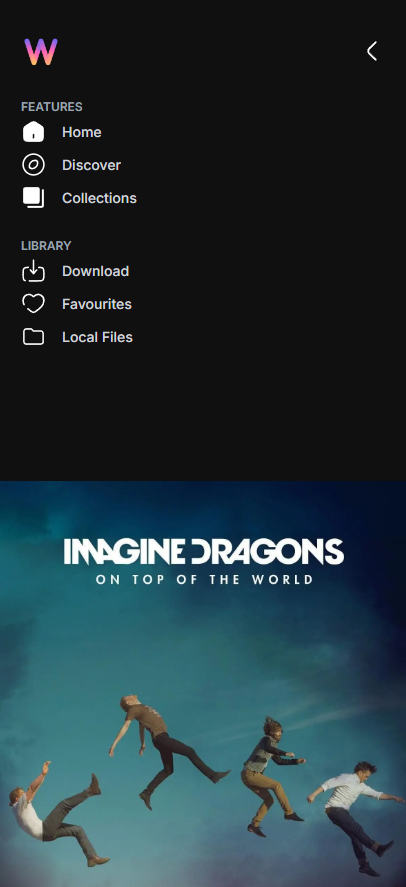 W
FEATURES
Home
Discover
Collections
LIBRARY
Download
Favourites
Local Files
IMAGINE DRAGONS
ON TOP OF THE WORLD